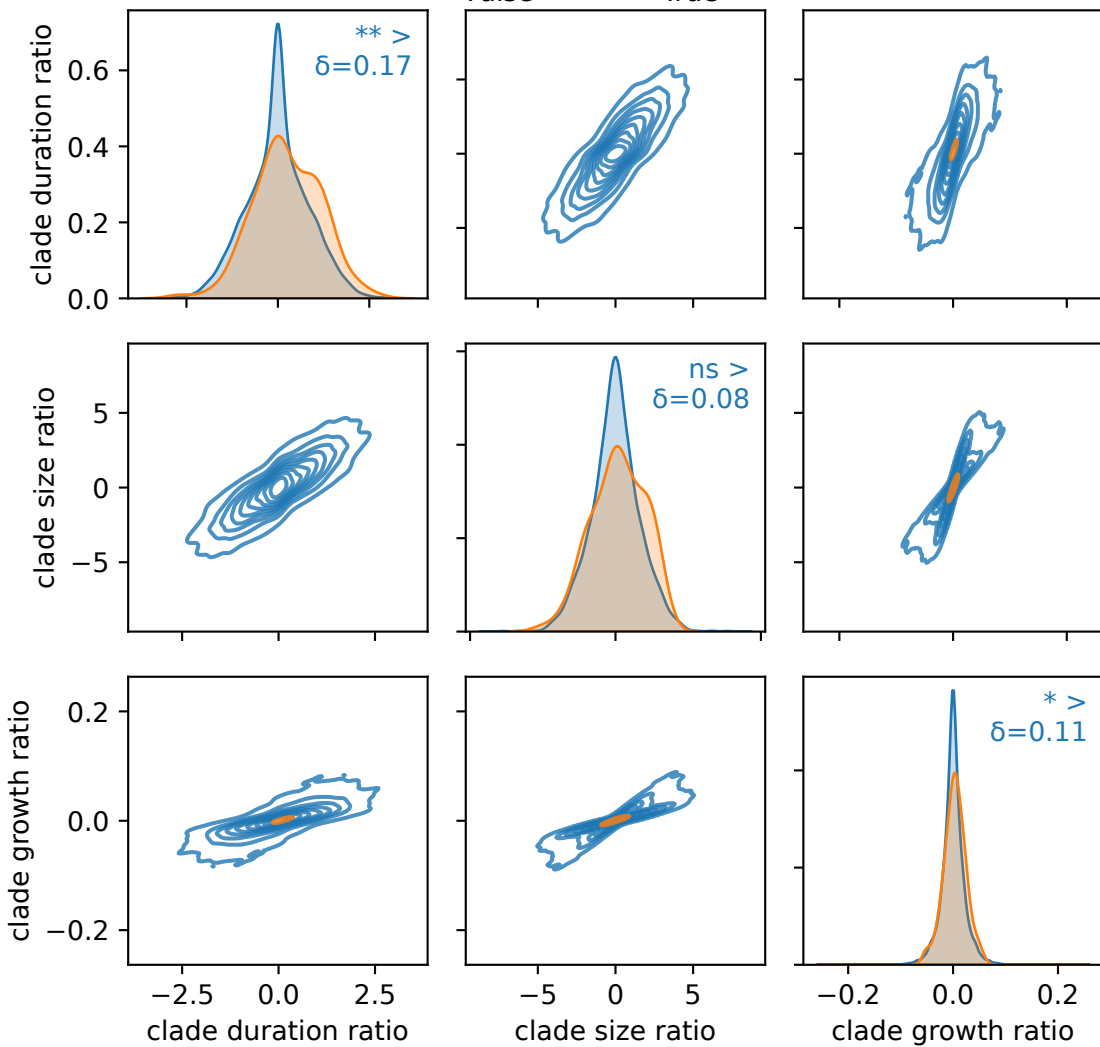 clade duration ratio
0.6
0.4
0.2
0.0
** >
δ=0.17
clade size ratio
5
0
−5
ns >
δ=0.08
clade growth ratio
0.2
0.0
−0.2
* >
δ=0.11
−2.5 0.0 2.5
−5 0 5
−0.2 0.0 0.2
clade duration ratio
clade size ratio
clade growth ratio